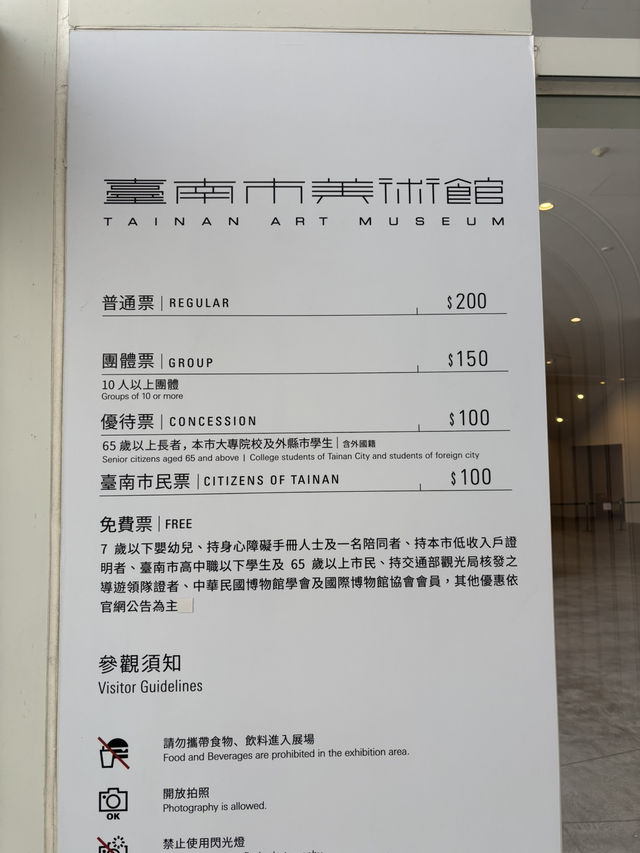 臺南市美術館
TAINAN ART MUSEUM
普通票 | REGULAR $200
團體票 | GROUP $150
10 人以上團體
Groups of 10 or more
優待票 | CONCESSION $100
65 歲以上長者，本市大專院校及外縣市學生 | 含外國籍
Senior citizens aged 65 and above | College students of Tainan City and students of foreign city
臺南市民票 | CITIZENS OF TAINAN $100
免費票 | FREE
7 歲以下嬰幼兒、持身心障礙手冊人士及一名陪同者、持本市低收入戶證
明者、臺南市高中職以下學生及 65 歲以上市民、持交通部觀光局核發之
導遊領隊證者、中華民國博物館學會及國際博物館協會會員，其他優惠依
官網公告為主
參觀須知
Visitor Guidelines
請勿攜帶食物、飲料進入展場
Food and Beverages are prohibited in the exhibition area.
OK
開放拍照
Photography is allowed.
禁止使用閃光燈